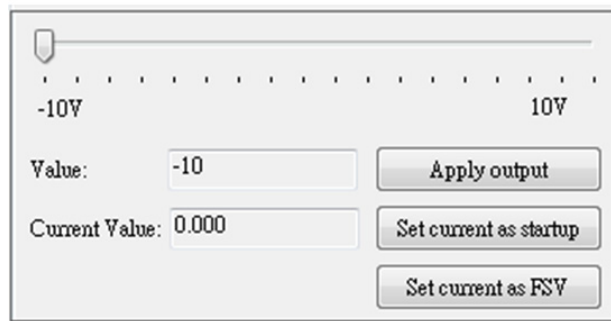 -10V 10V
Value: -10 Apply output
Current Value: 0.000 Set current as startup
Set current as FSV